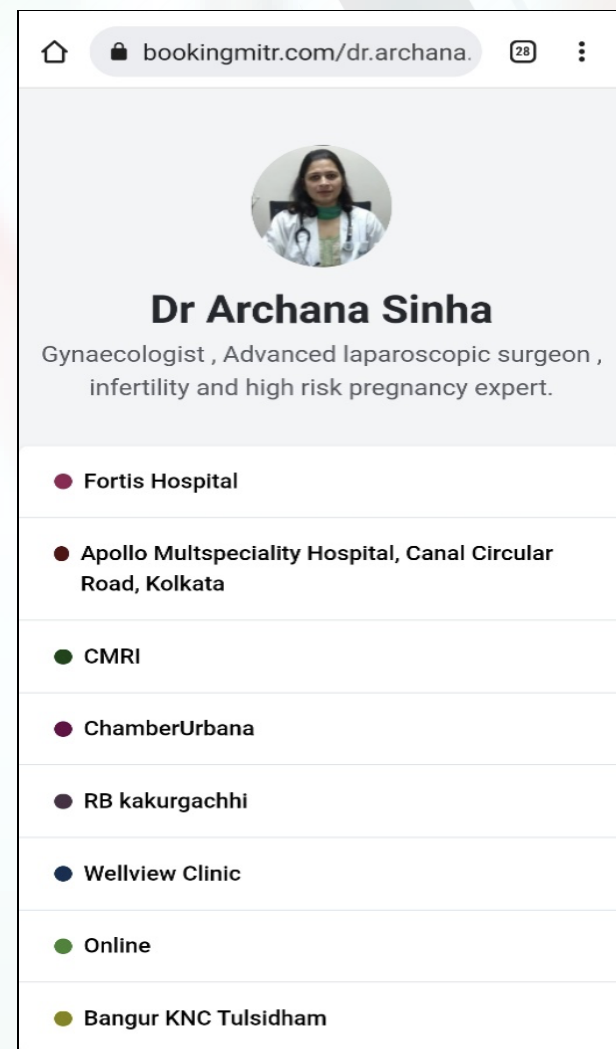 bookingmitr.com/dr.archana.
28
Dr Archana Sinha
Gynaecologist , Advanced laparoscopic surgeon ,
infertility and high risk pregnancy expert.
Fortis Hospital
Apollo Multspeciality Hospital, Canal Circular
Road, Kolkata
CMRI
ChamberUrbana
RB kakurgachhi
Wellview Clinic
Online
Bangur KNC Tulsidham